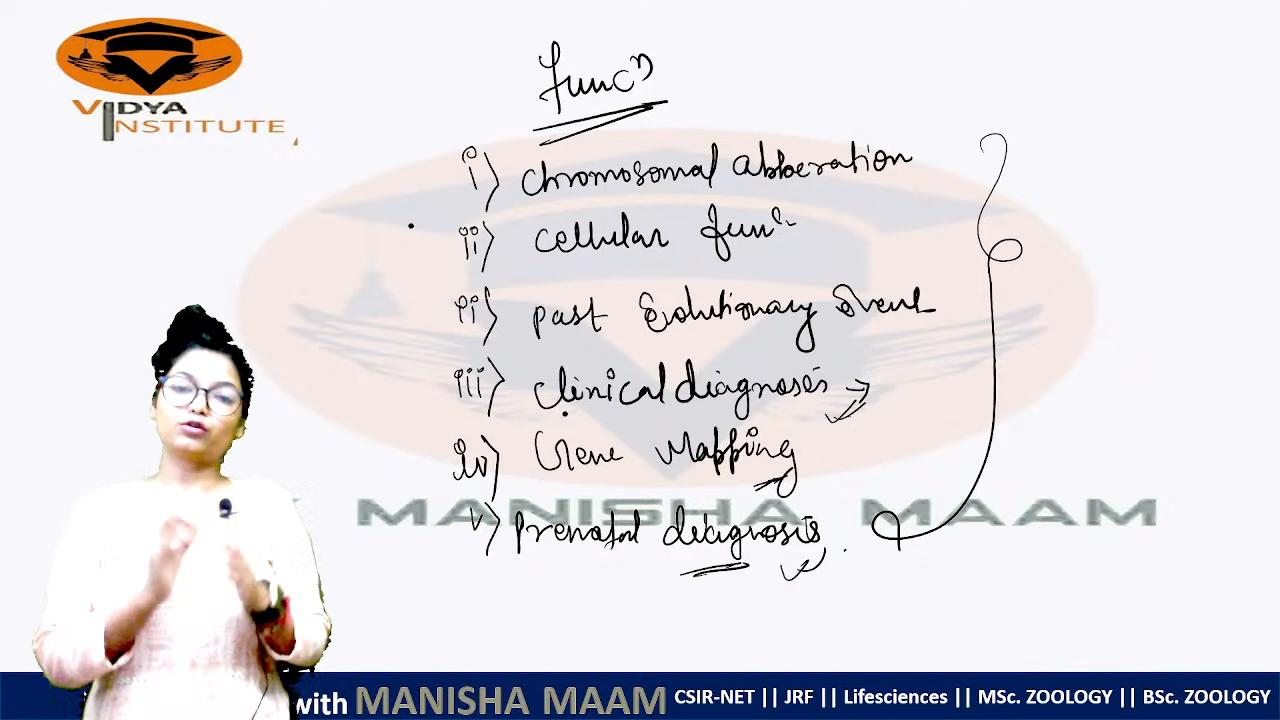 VIDYA
INSTITUTE
funcⁿ
i) chromosomal abberation
ii) cellular funⁿ
ii) past Evolutionary Event
iii) clinical diagnoses
iv) Gene Mapping
v) prenatal diagnosis
MANISHA MAAM
with MANISHA MAAM CSIR-NET || JRF || Lifesciences || MSc. ZOOLOGY || BSc. ZOOLOGY